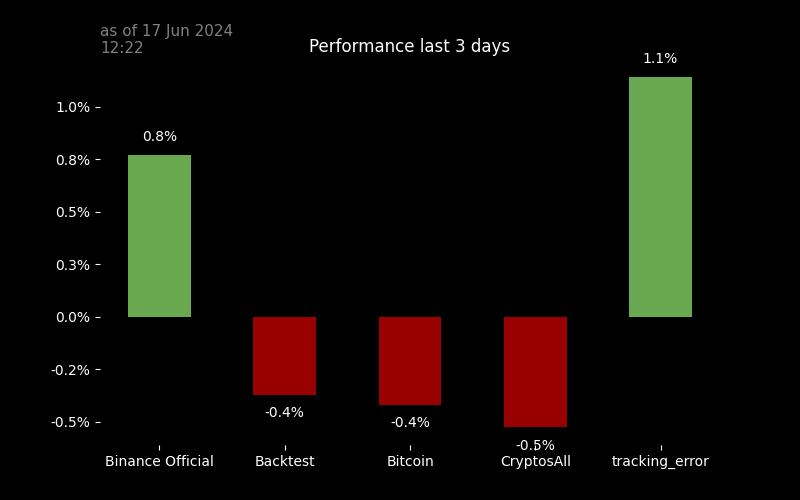 as of 17 Jun 2024
12:22
Performance last 3 days
1.1%
1.0%
0.8%
0.8%
0.5%
0.3%
0.0%
-0.2%
-0.4%
-0.4%
-0.5%
-0.5%
Binance Official
Backtest
Bitcoin
CryptosAll
tracking_error